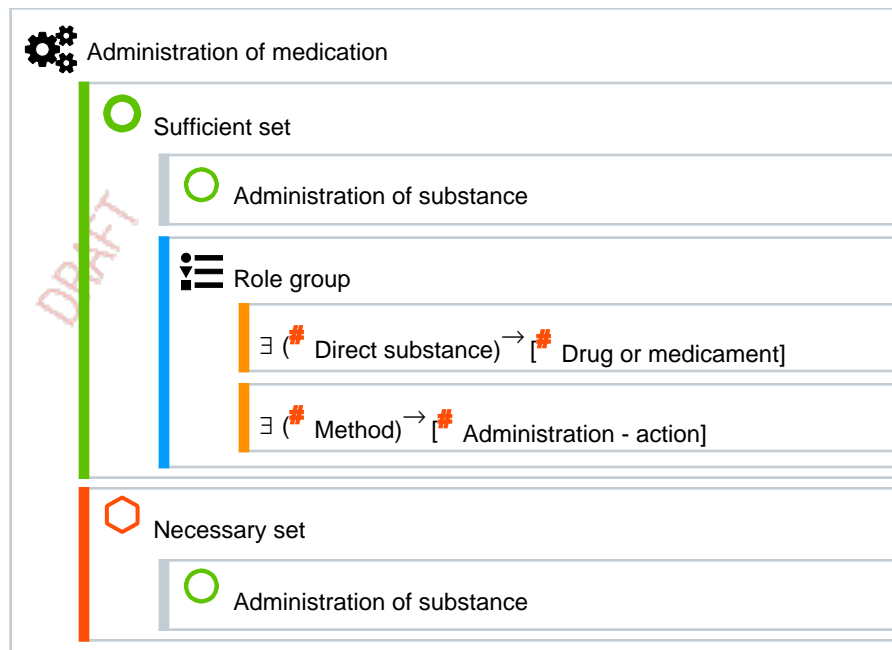 Administration of medication
Sufficient set
Administration of substance
DRAFT
Role group
∃ (# Direct substance)→[# Drug or medicament]
∃ (# Method)→[# Administration - action]
Necessary set
Administration of substance